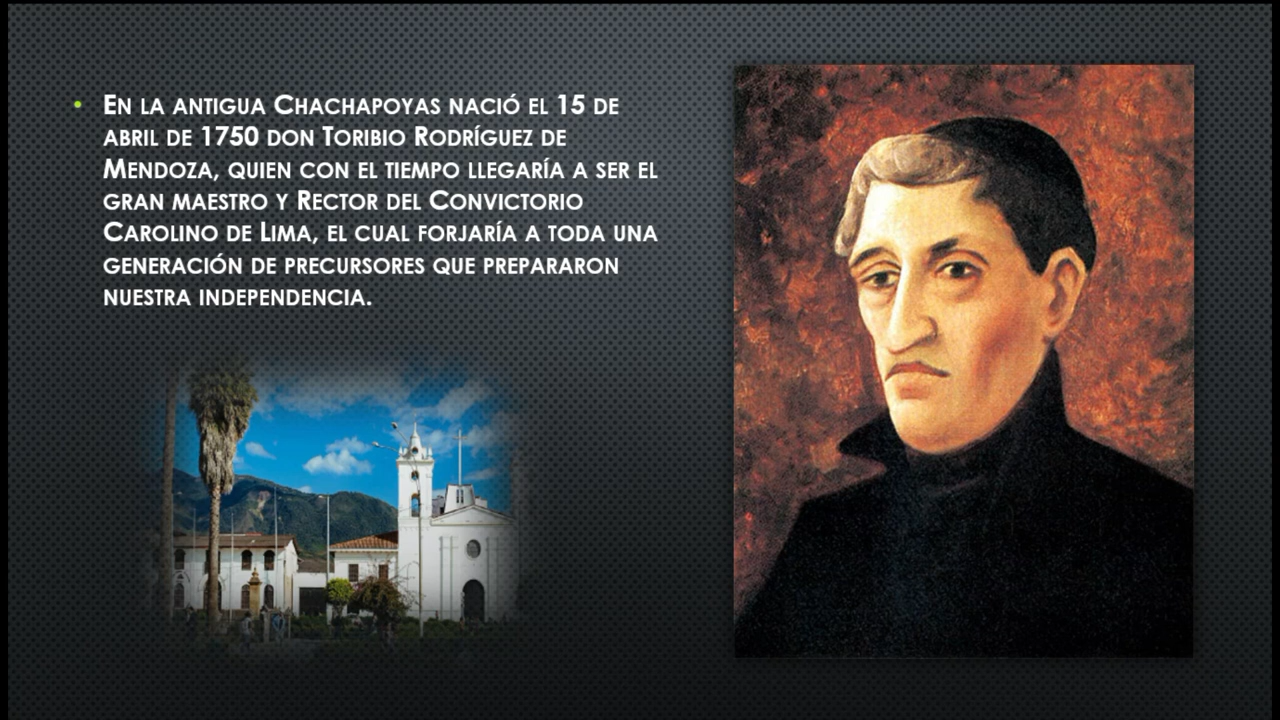 • En la antigua Chachapoyas nació el 15 de
abril de 1750 don Toribio Rodríguez de
Mendoza, quien con el tiempo llegaría a ser el
gran maestro y Rector del Convictorio
Carolino de Lima, el cual forjaría a toda una
generación de precursores que prepararon
nuestra independencia.